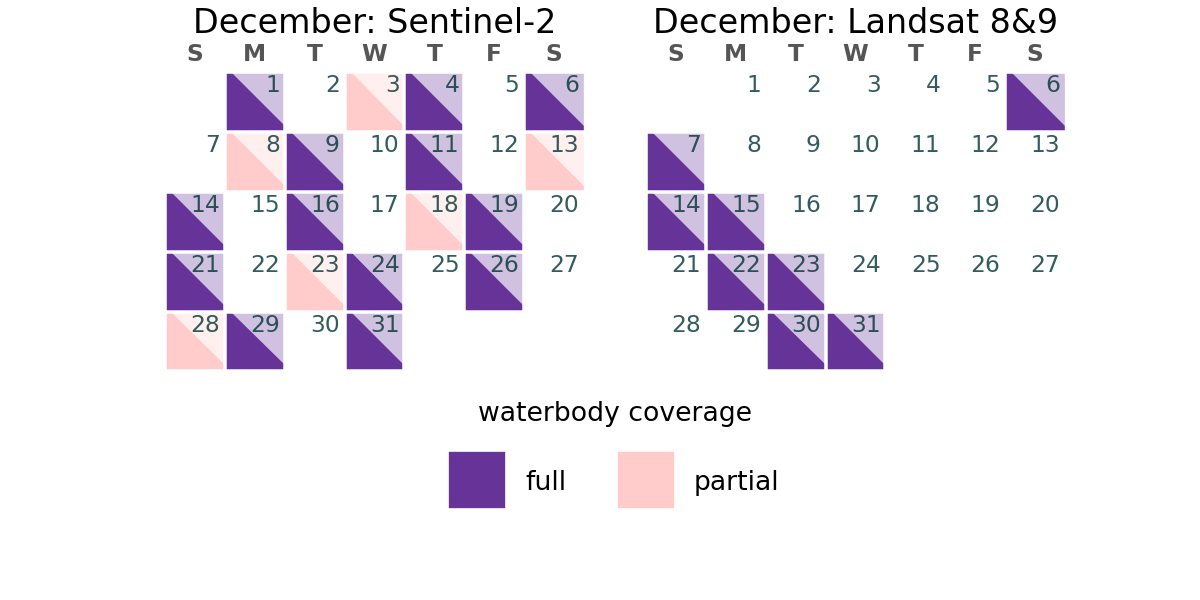 December: Sentinel-2
S M T W T F S
1 2 3 4 5 6
7 8 9 10 11 12 13
14 15 16 17 18 19 20
21 22 23 24 25 26 27
28 29 30 31
December: Landsat 8&9
S M T W T F S
1 2 3 4 5 6
7 8 9 10 11 12 13
14 15 16 17 18 19 20
21 22 23 24 25 26 27
28 29 30 31
waterbody coverage
full partial